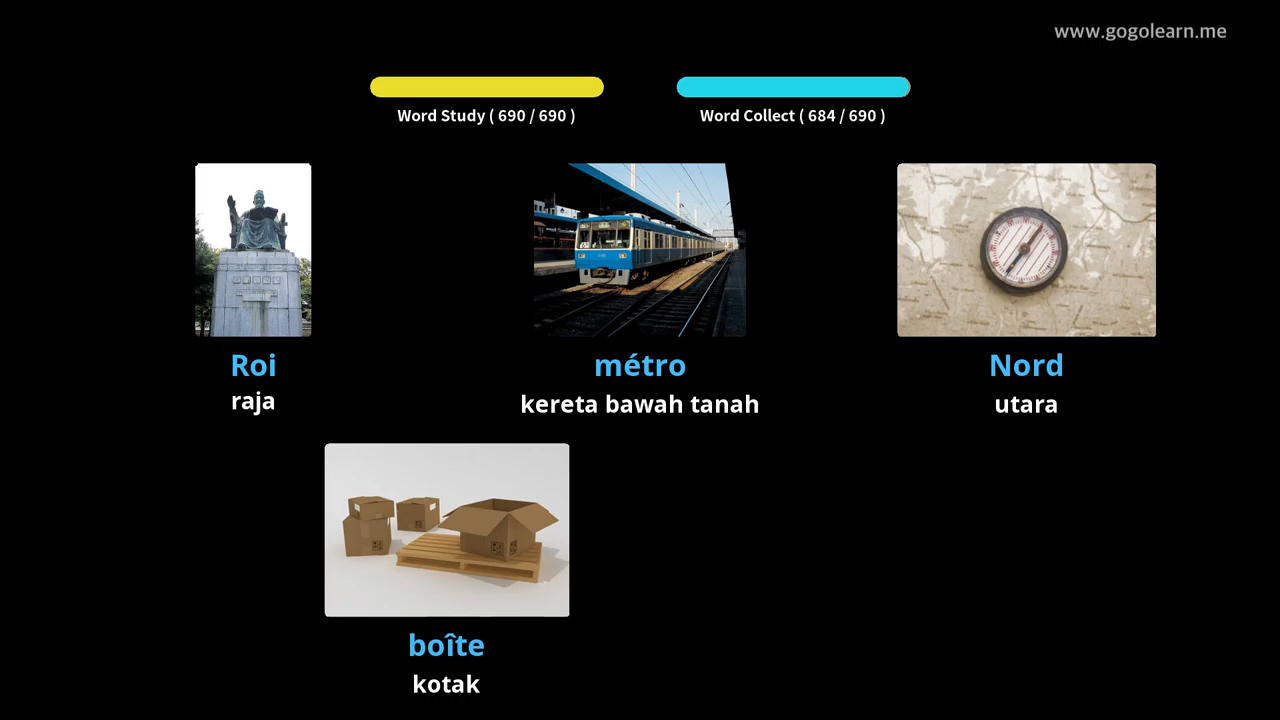 www.gogolearn.me
Word Study ( 690 / 690 )
Word Collect ( 684 / 690 )
Roi
raja
métro
kereta bawah tanah
Nord
utara
boîte
kotak